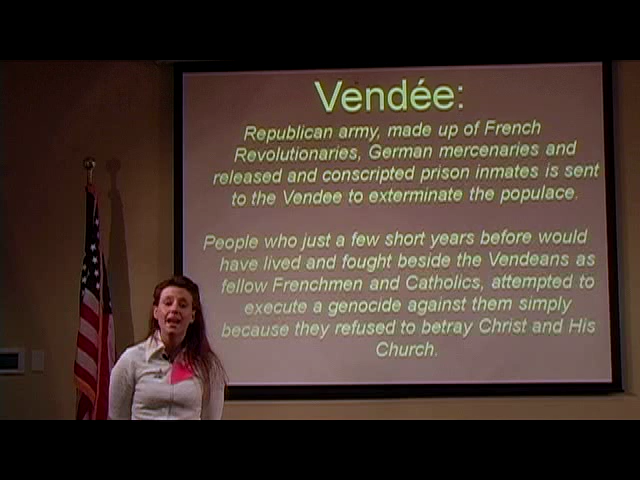 Vendée:
Republican army, made up of French
Revolutionaries, German mercenaries and
released and conscripted prison inmates is sent
to the Vendee to exterminate the populace.
People who just a few short years before would
have lived and fought beside the Vendeans as
fellow Frenchmen and Catholics, attempted to
execute a genocide against them simply
because they refused to betray Christ and His
Church.